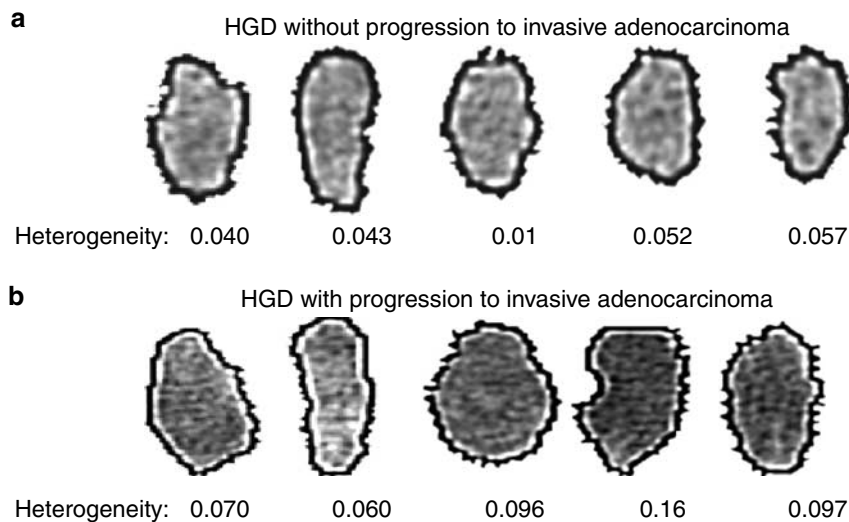 a
HGD without progression to invasive adenocarcinoma
Heterogeneity: 0.040 0.043 0.01 0.052 0.057
b
HGD with progression to invasive adenocarcinoma
Heterogeneity: 0.070 0.060 0.096 0.16 0.097